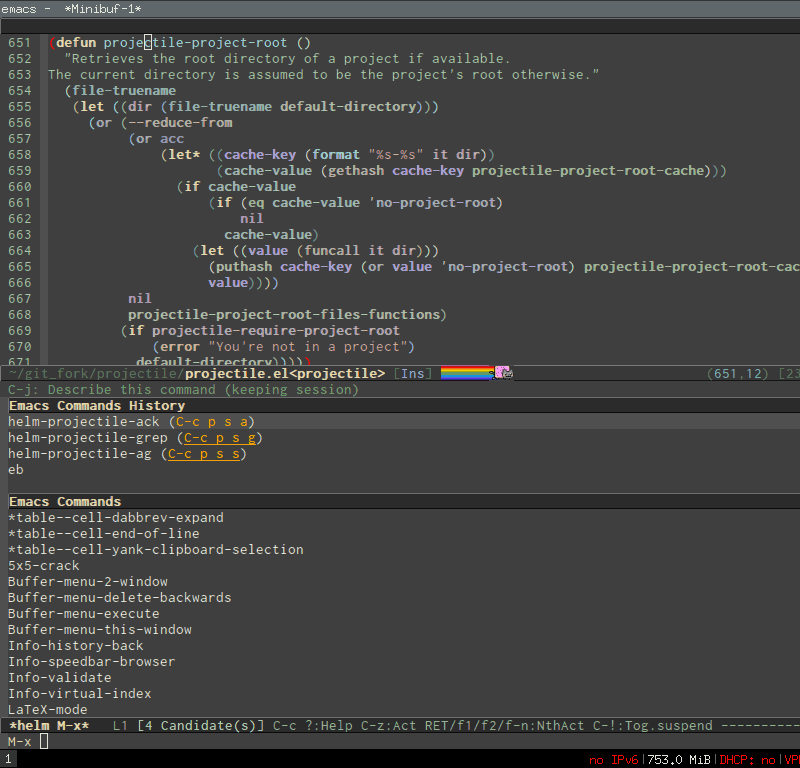 emacs -  *Minibuf-1*
651 (defun projectile-project-root ()
652   "Retrieves the root directory of a project if available.
653 The current directory is assumed to be the project's root otherwise."
654   (file-truename
655    (let ((dir (file-truename default-directory)))
656      (or (--reduce-from
657           (or acc
658               (let* ((cache-key (format "%s-%s" it dir))
659                      (cache-value (gethash cache-key projectile-project-root-cache)))
660                 (if cache-value
661                     (if (eq cache-value 'no-project-root)
662                         nil
663                       cache-value)
664                   (let ((value (funcall it dir)))
665                     (puthash cache-key (or value 'no-project-root) projectile-project-root-cac
666                     value))))
667           nil
668           projectile-project-root-files-functions)
669          (if projectile-require-project-root
670              (error "You're not in a project")
671            default-directory)))))
~/git_fork/projectile/projectile.el<projectile> [Ins] (651,12) [23
C-j: Describe this command (keeping session)
Emacs Commands History
helm-projectile-ack (C-c p s a)
helm-projectile-grep (C-c p s g)
helm-projectile-ag (C-c p s s)
eb
Emacs Commands
*table--cell-dabbrev-expand
*table--cell-end-of-line
*table--cell-yank-clipboard-selection
5x5-crack
Buffer-menu-2-window
Buffer-menu-delete-backwards
Buffer-menu-execute
Buffer-menu-this-window
Info-history-back
Info-speedbar-browser
Info-validate
Info-virtual-index
LaTeX-mode
*helm M-x*   L1 [4 Candidate(s)] C-c ?:Help C-z:Act RET/f1/f2/f-n:NthAct C-!:Tog.suspend ----------
M-x
1 no IPv6|753.0 MiB|DHCP: no|VP